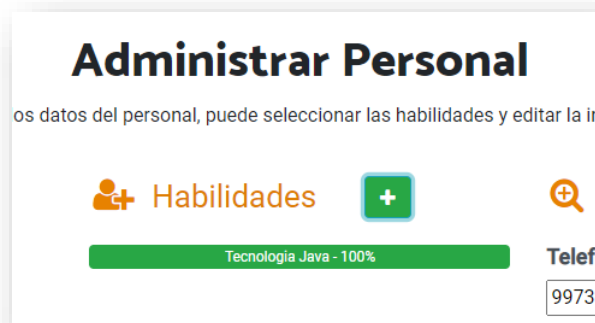 Administrar Personal
os datos del personal, puede seleccionar las habilidades y editar la
Habilidades
+
Tecnologia Java - 100%
Telef
9973